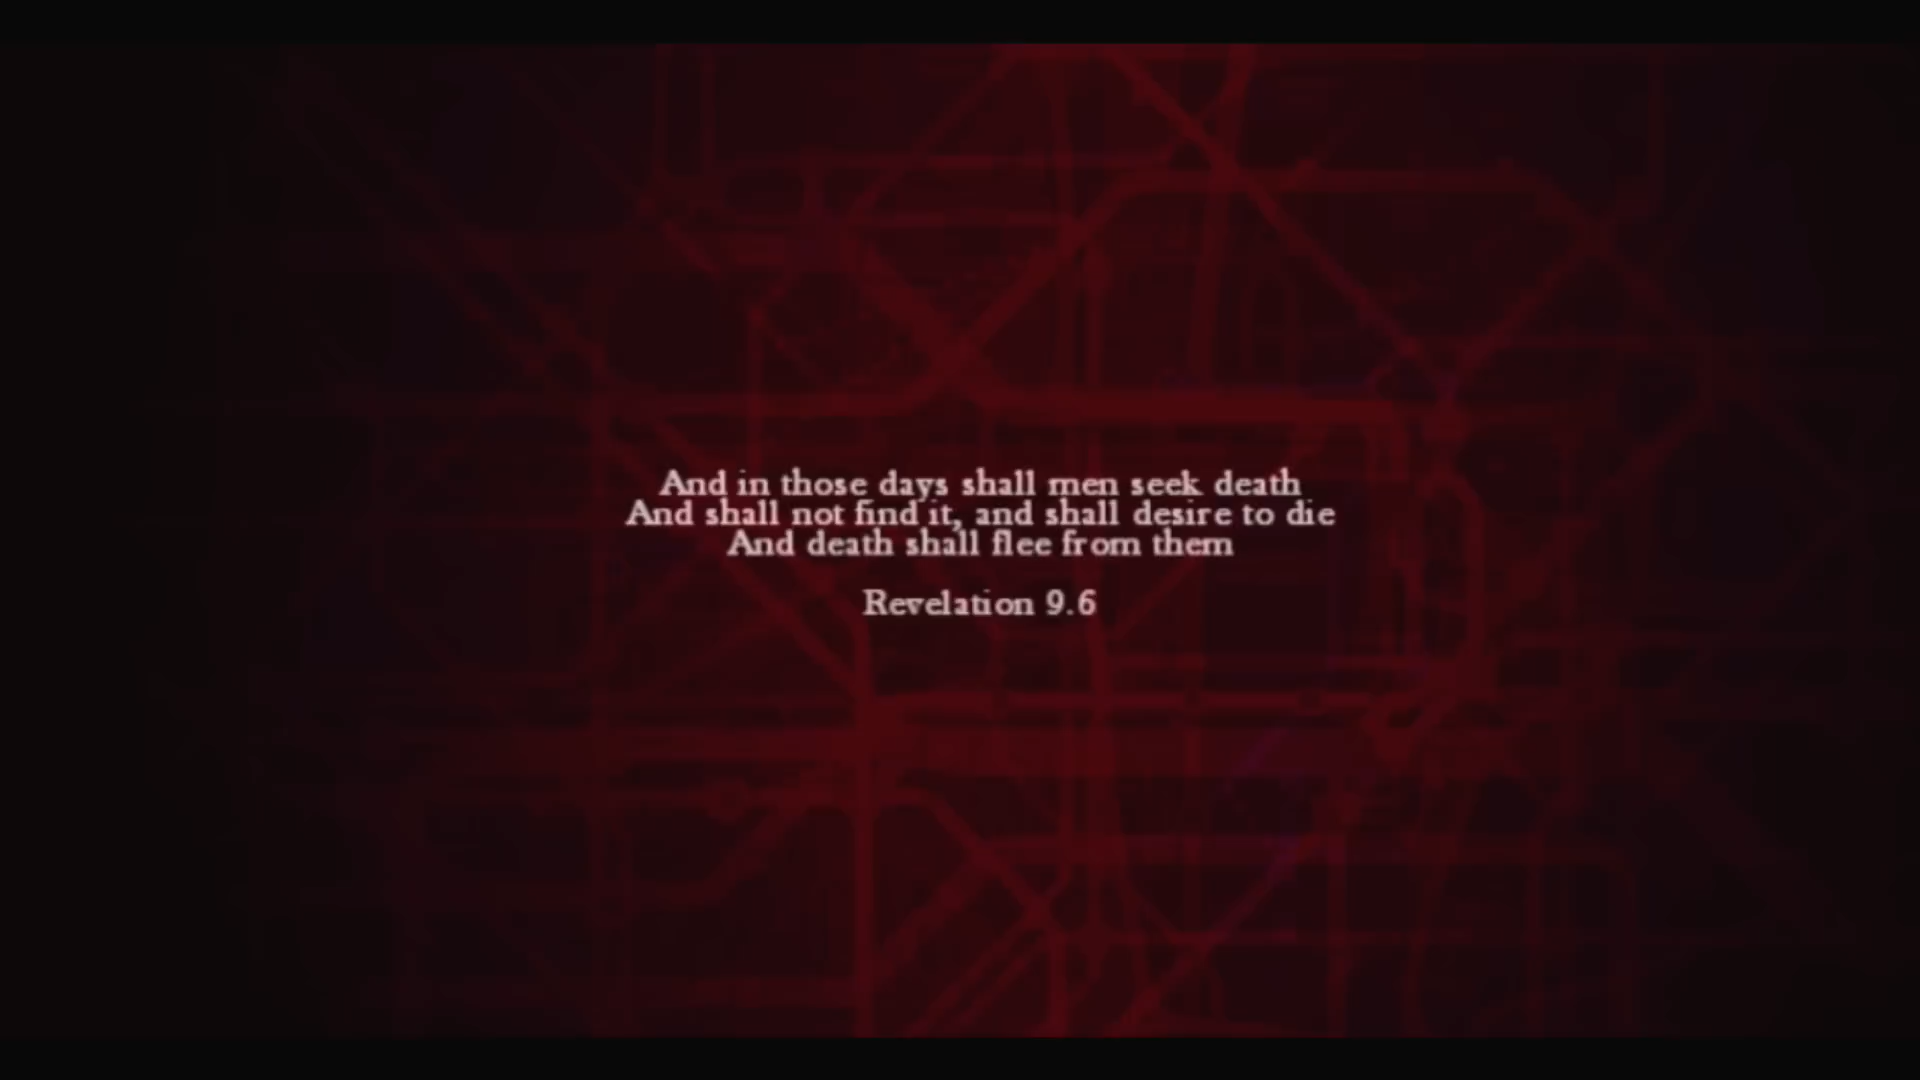 And in those days shall men seek death
And shall not find it, and shall desire to die
And death shall flee from them
Revelation 9.6